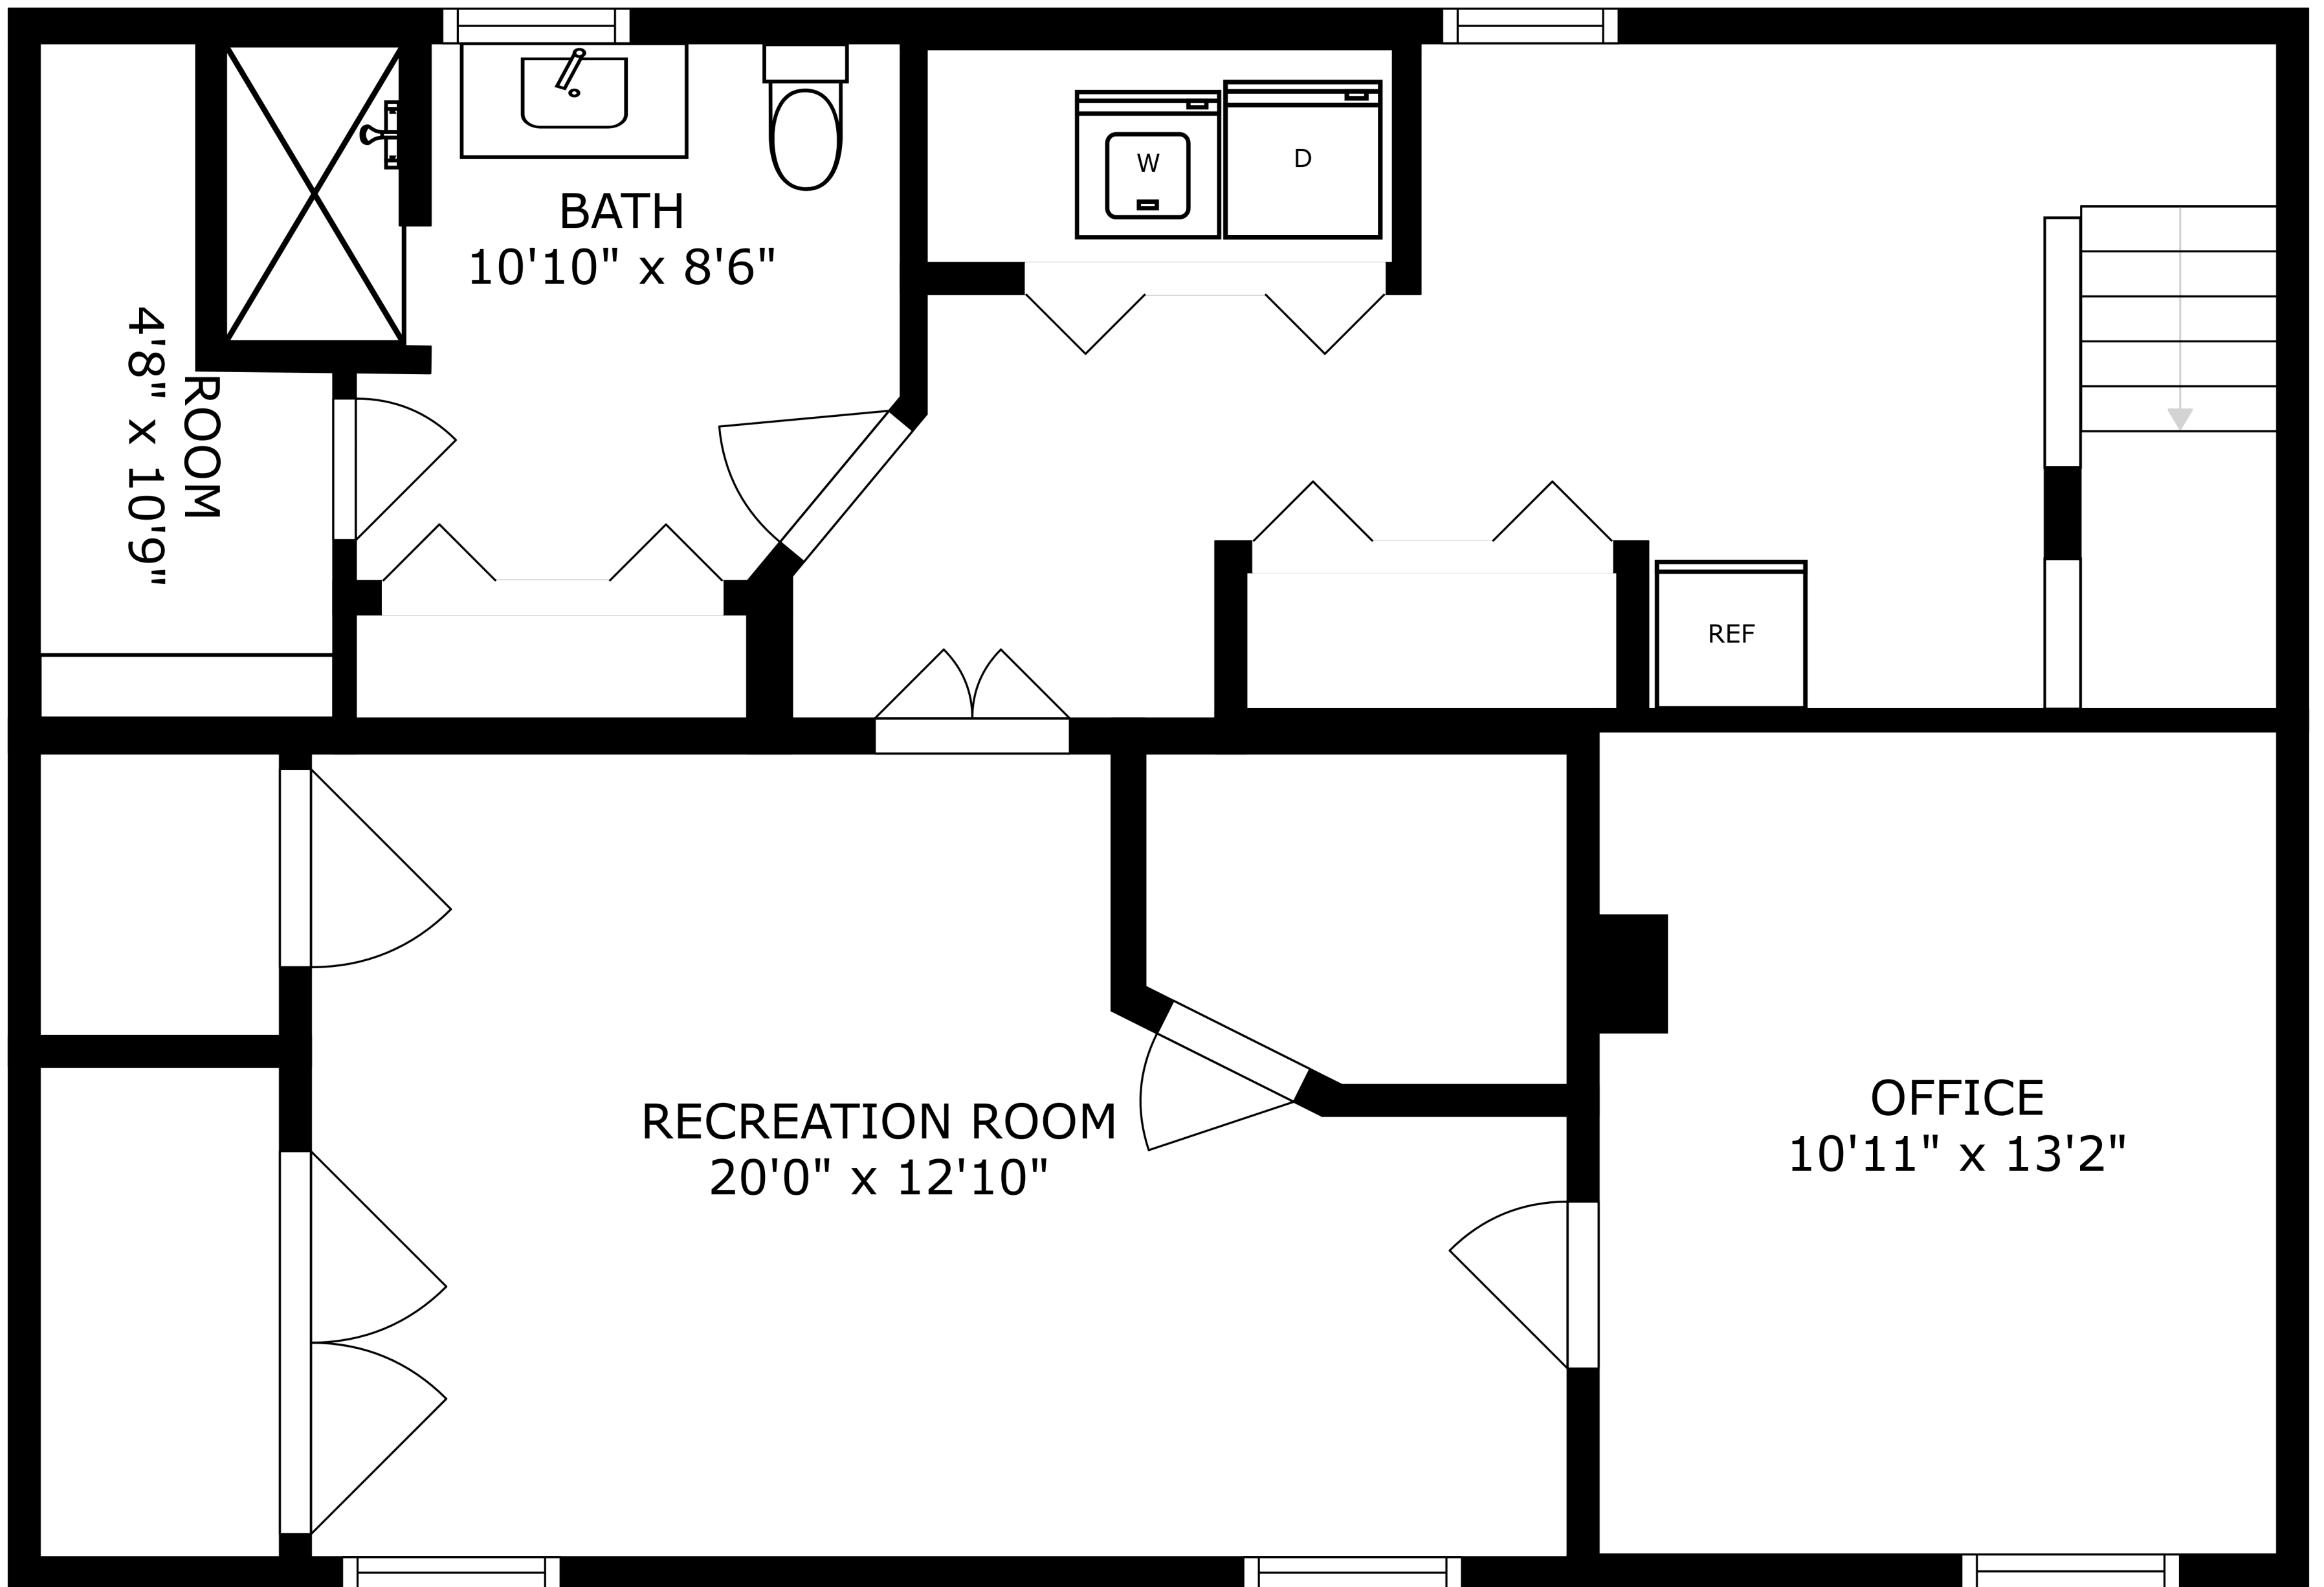 BATH
10'10" x 8'6"
W
D
ROOM
4'8" x 10'9"
REF
RECREATION ROOM
20'0" x 12'10"
OFFICE
10'11" x 13'2"